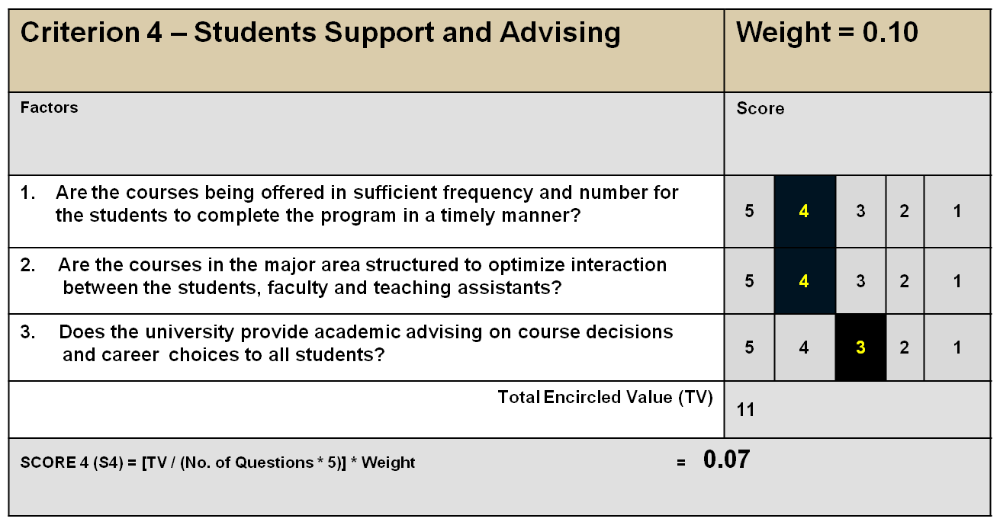 Criterion 4 – Students Support and Advising Weight = 0.10
Factors Score
1. Are the courses being offered in sufficient frequency and number for
the students to complete the program in a timely manner?
5 4 3 2 1
2. Are the courses in the major area structured to optimize interaction
between the students, faculty and teaching assistants?
5 4 3 2 1
3. Does the university provide academic advising on course decisions
and career choices to all students?
5 4 3 2 1
Total Encircled Value (TV) 11
SCORE 4 (S4) = [TV / (No. of Questions * 5)] * Weight = 0.07